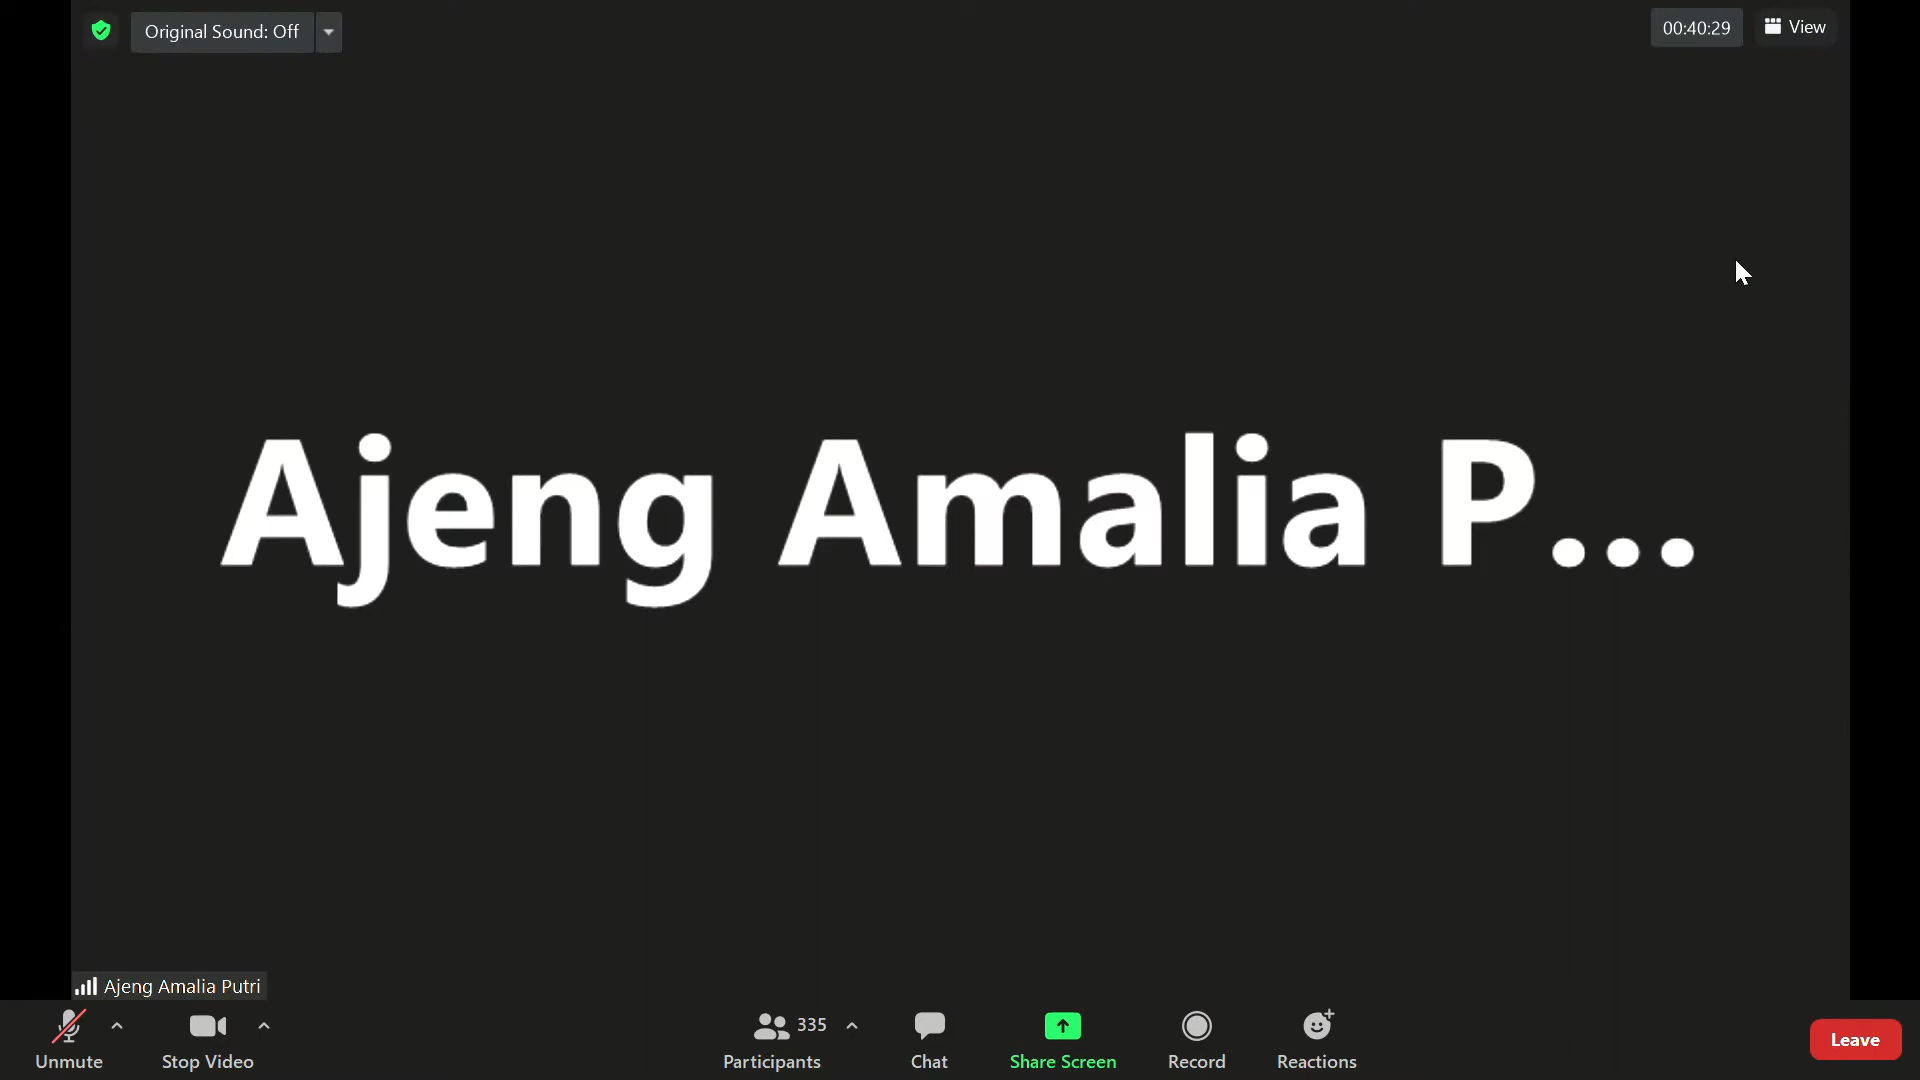 Original Sound: Off
00:40:29
View
Ajeng Amalia P...
Ajeng Amalia Putri
Unmute
Stop Video
335
Participants
Chat
Share Screen
Record
Reactions
Leave